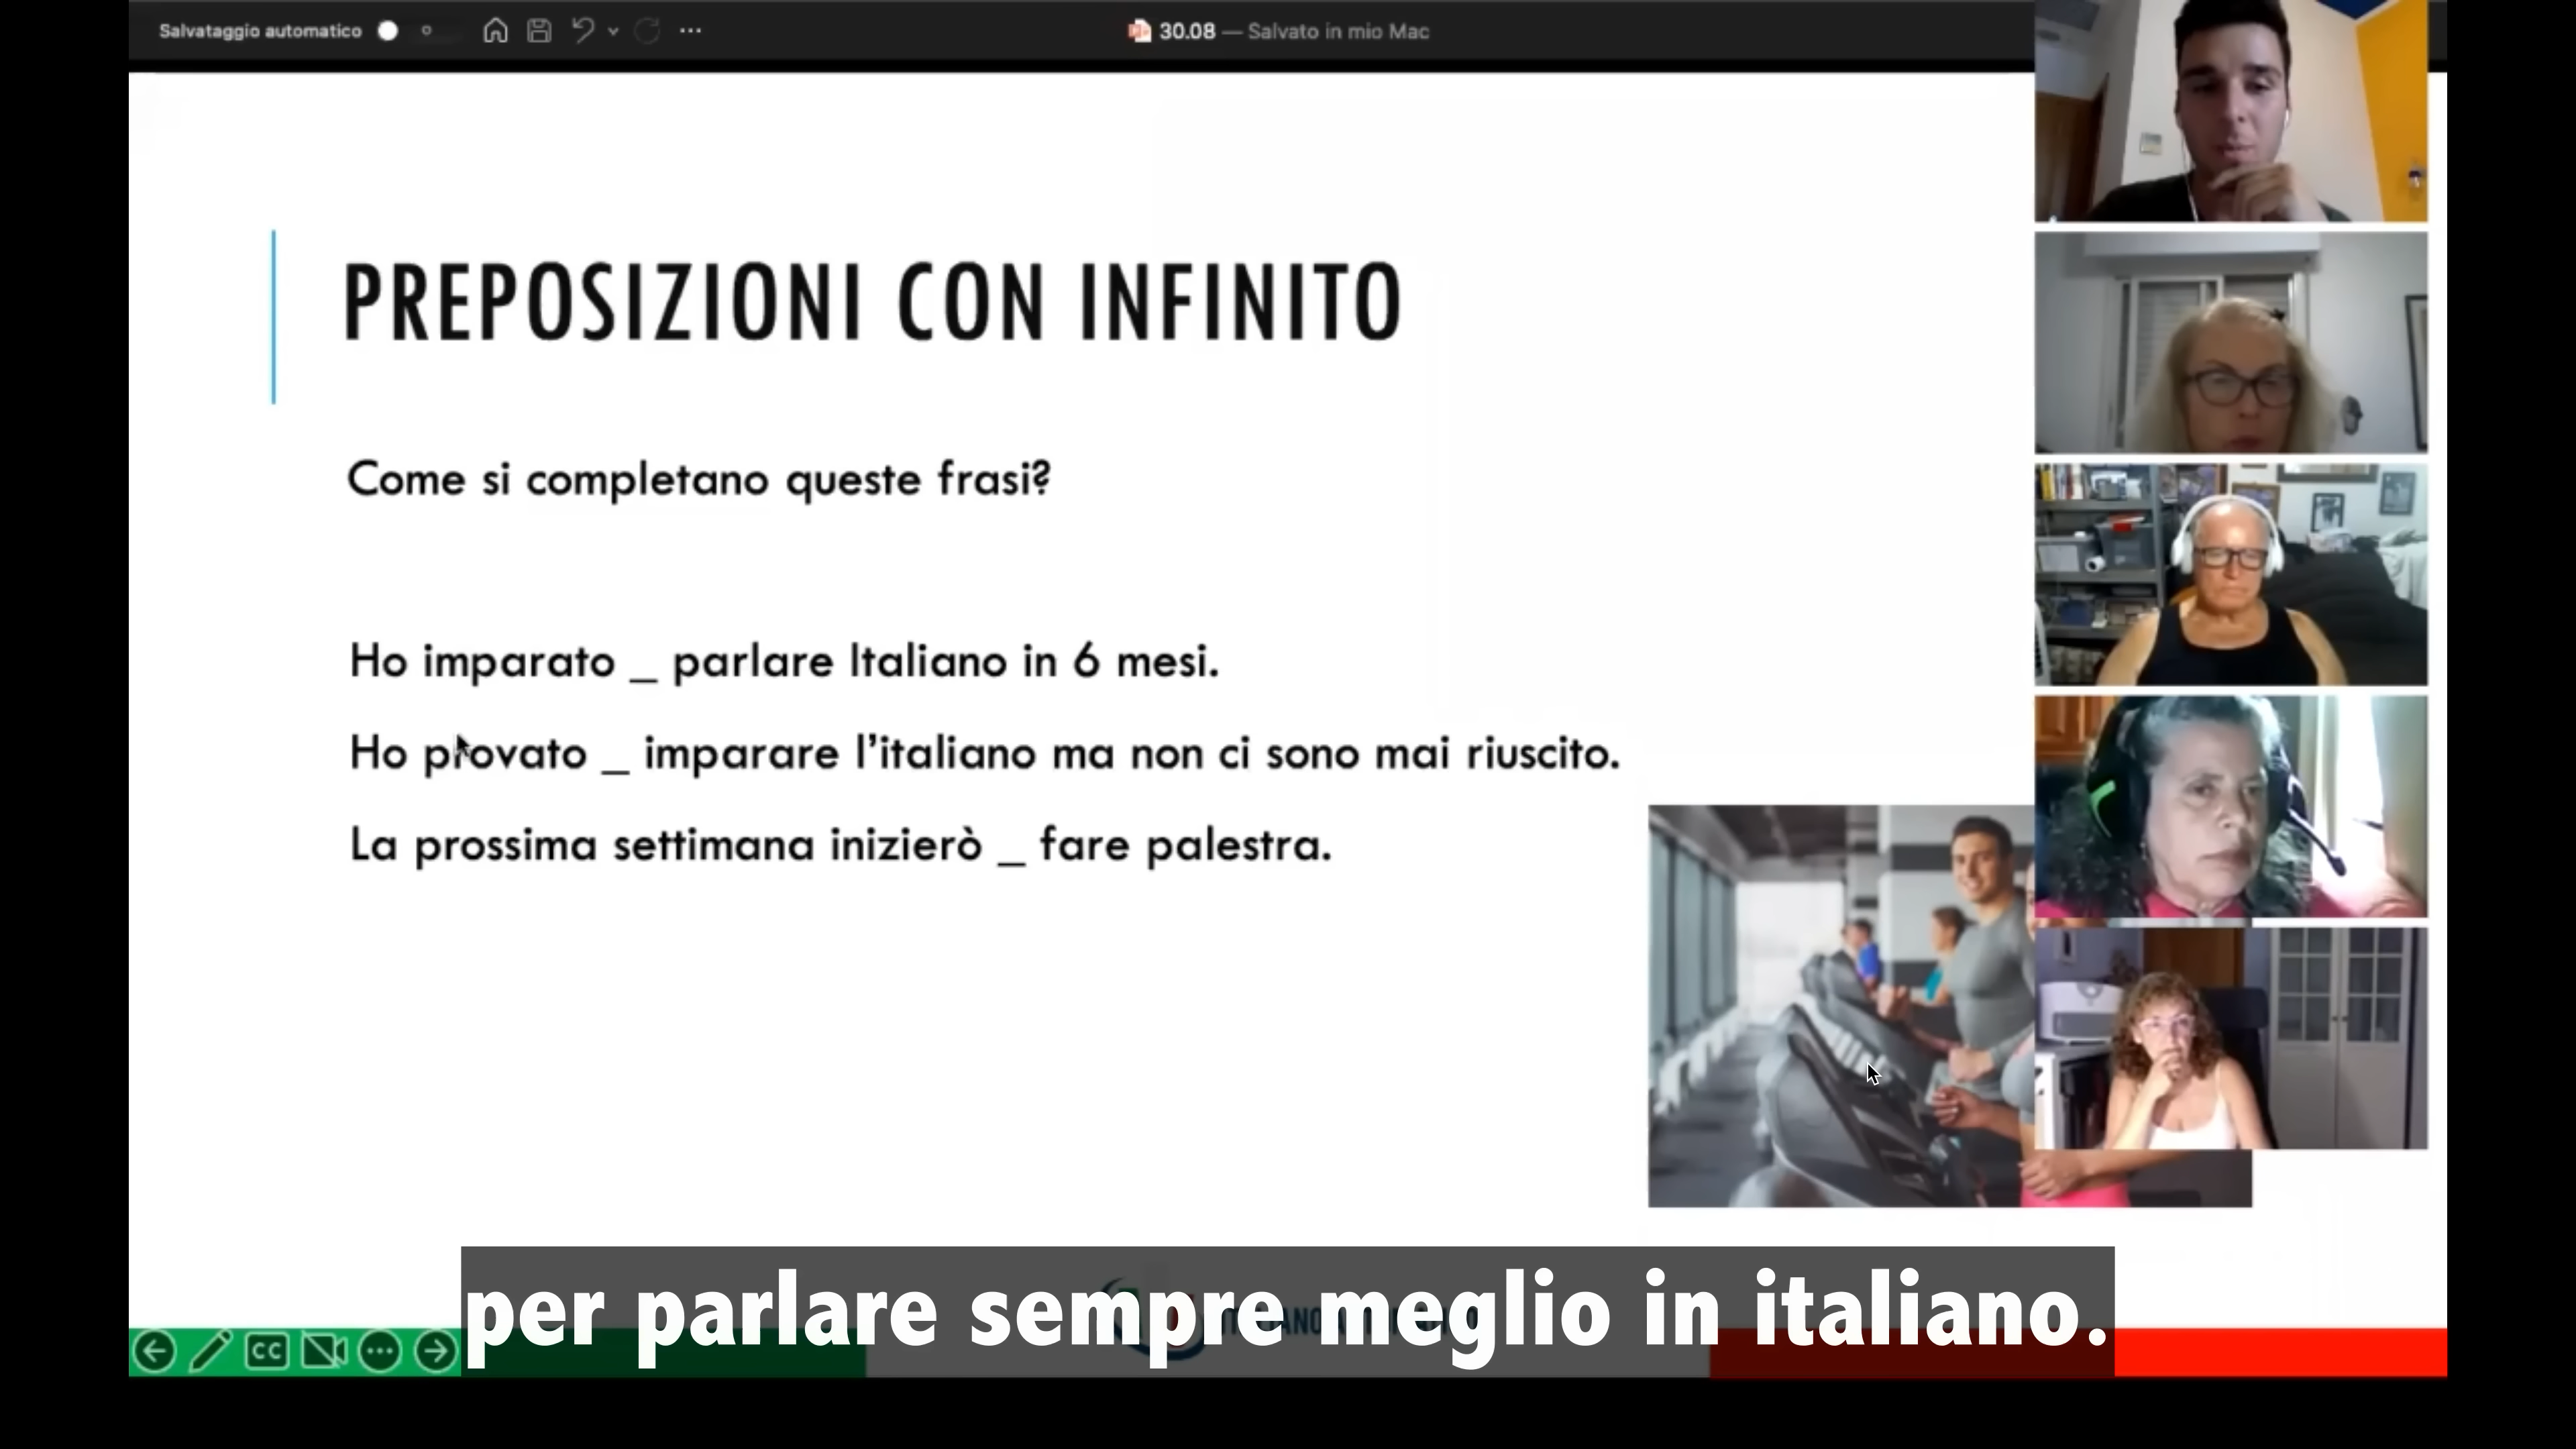 Salvataggio automatico
30.08 — Salvato in mio Mac
PREPOSIZIONI CON INFINITO
Come si completano queste frasi?
Ho imparato _ parlare Italiano in 6 mesi.
Ho provato _ imparare l'italiano ma non ci sono mai riuscito.
La prossima settimana inizierò _ fare palestra.
per parlare sempre meglio in italiano.
CC